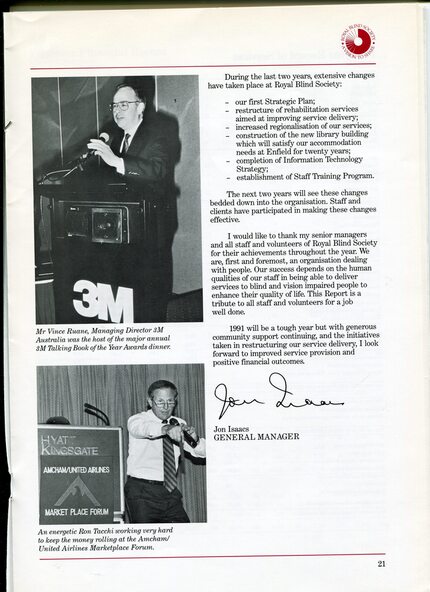 ROYAL BLIND SOCIETY
During the last two years, extensive changes
have taken place at Royal Blind Society:
– our first Strategic Plan;
– restructure of rehabilitation services
aimed at improving service delivery;
– increased regionalisation of our services;
– construction of the new library building
which will satisfy our accommodation
needs at Enfield for twenty years;
– completion of Information Technology
Strategy;
– establishment of Staff Training Program.
The next two years will see these changes
bedded down into the organisation. Staff and
clients have participated in making these changes
effective.
I would like to thank my senior managers
and all staff and volunteers of Royal Blind Society
for their achievements throughout the year. We
are, first and foremost, an organisation dealing
with people. Our success depends on the human
qualities of our staff in being able to deliver
services to blind and vision impaired people to
enhance their quality of life. This Report is a
tribute to all staff and volunteers for a job
well done.
1991 will be a tough year but with generous
community support continuing, and the initiatives
taken in restructuring our service delivery, I look
forward to improved service provision and
positive financial outcomes.
Jon Isaacs
Jon Isaacs
GENERAL MANAGER
3M
Mr Vince Ruane, Managing Director 3M
Australia was the host of the major annual
3M Talking Book of the Year Awards dinner.
HYATT
KINGSGATE
AMCHAM/UNITED AIRLINES
MARKET PLACE FORUM
An energetic Ron Tacchi working very hard
to keep the money rolling at the Amcham/
United Airlines Marketplace Forum.
21